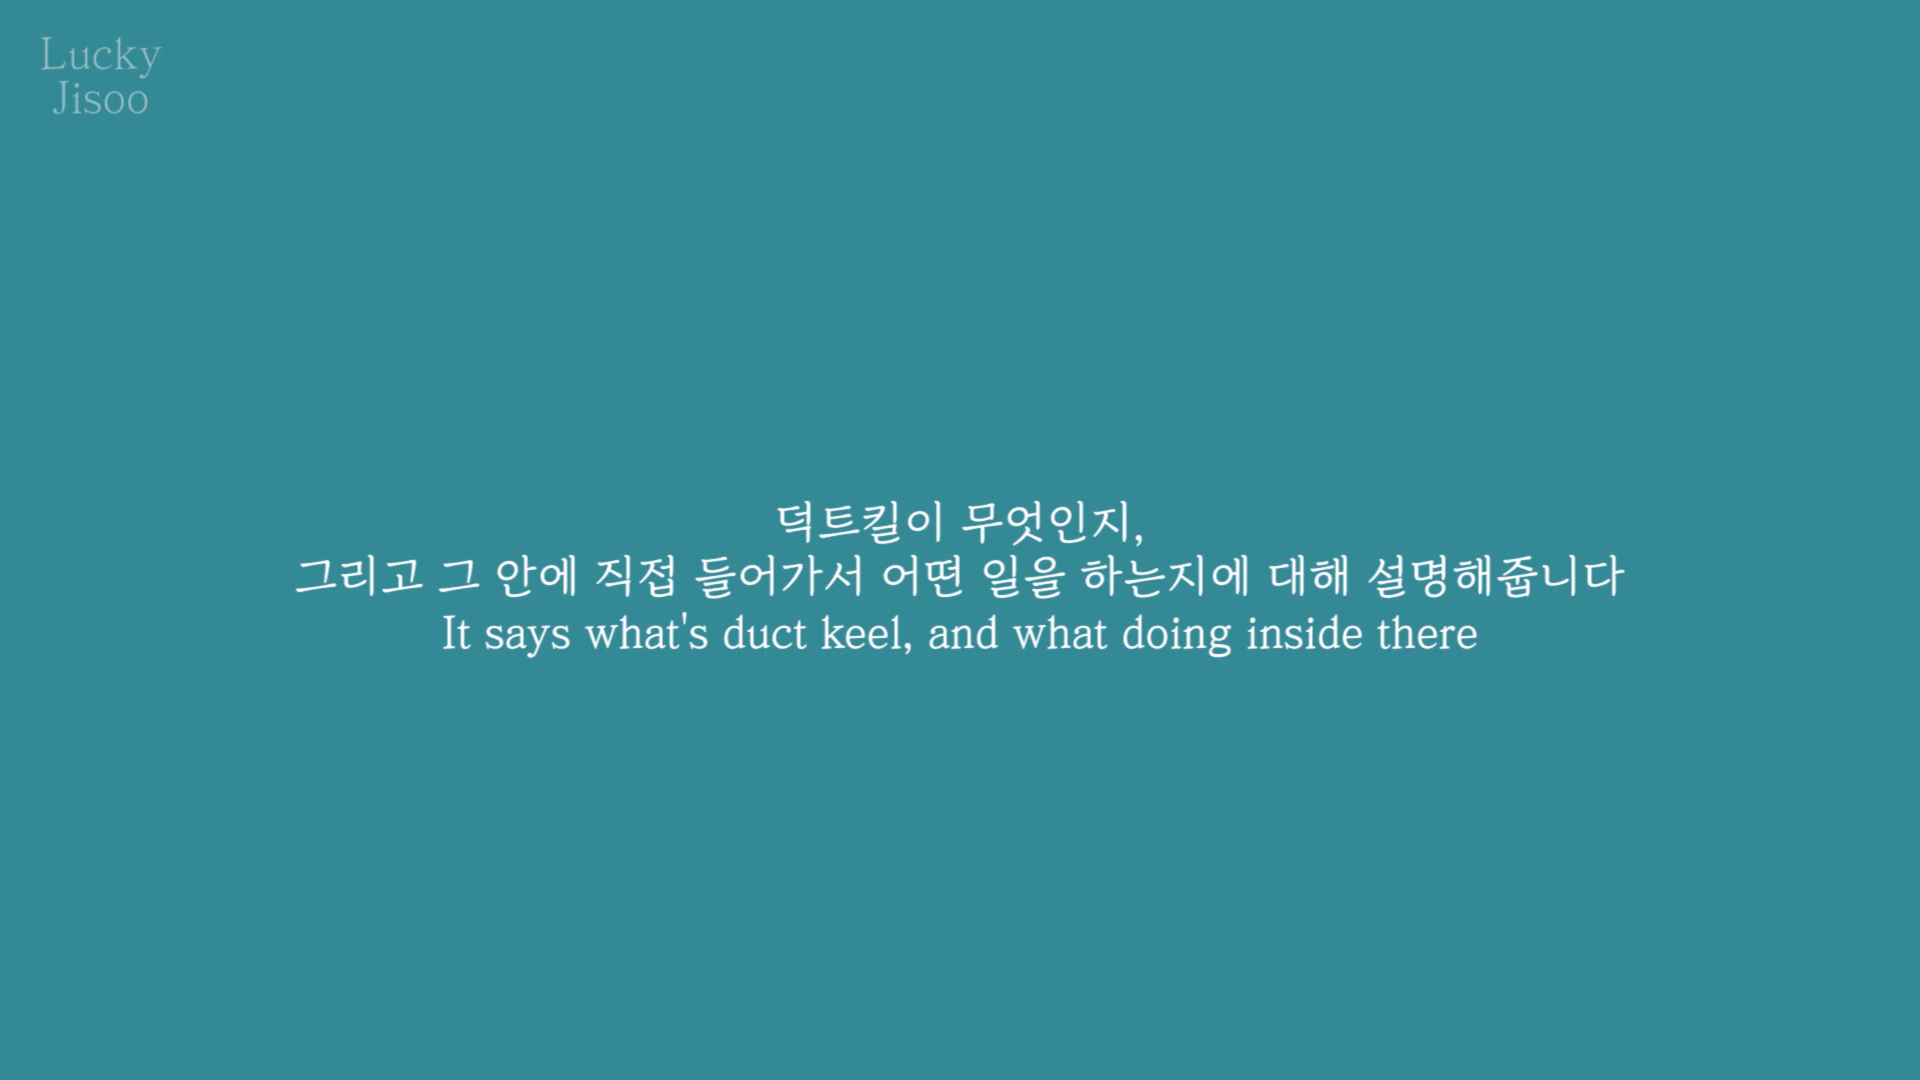 Lucky
Jisoo
덕트킬이 무엇인지,
그리고 그 안에 직접 들어가서 어떤 일을 하는지에 대해 설명해줍니다
It says what's duct keel, and what doing inside there